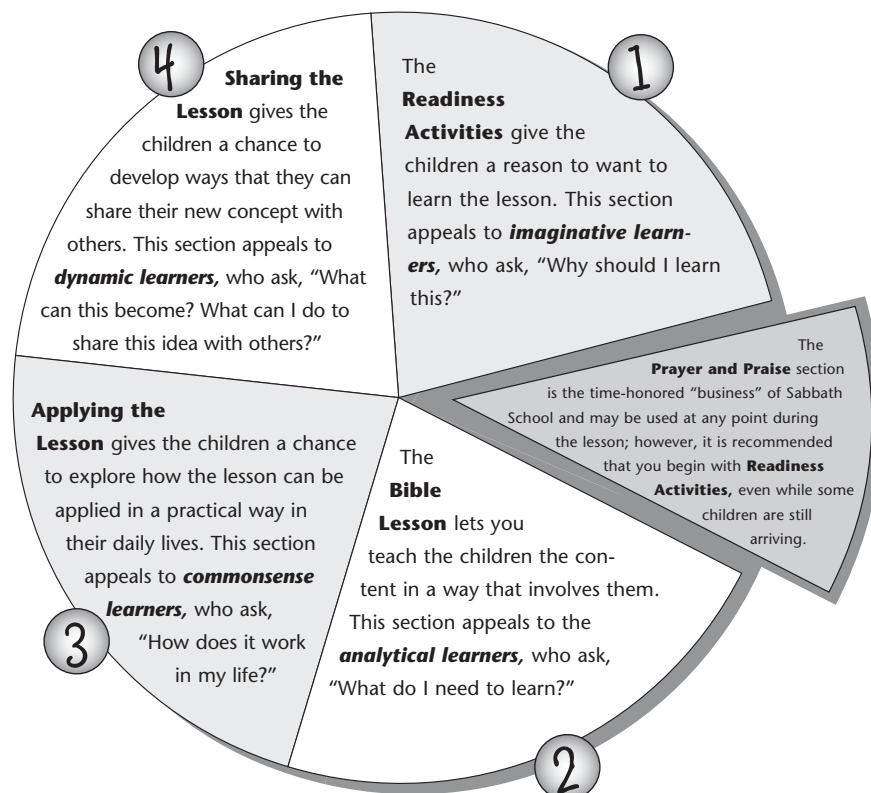 1
The
Readiness
Activities give the
children a reason to want to
learn the lesson. This section
appeals to imaginative learn-
ers, who ask, “Why should I learn
this?”
The
Prayer and Praise section
is the time-honored “business” of Sabbath
School and may be used at any point during
the lesson; however, it is recommended
that you begin with Readiness
Activities, even while some
children are still
arriving.
2
The
Bible
Lesson lets you
teach the children the con-
tent in a way that involves them.
This section appeals to the
analytical learners, who ask,
“What do I need to learn?”
3
Applying the
Lesson gives the children a chance
to explore how the lesson can be
applied in a practical way in
their daily lives. This section
appeals to commonsense
learners, who ask,
“How does it work
in my life?”
4
Sharing the
Lesson gives the
children a chance to
develop ways that they can
share their new concept with
others. This section appeals to
dynamic learners, who ask, “What
can this become? What can I do to
share this idea with others?”